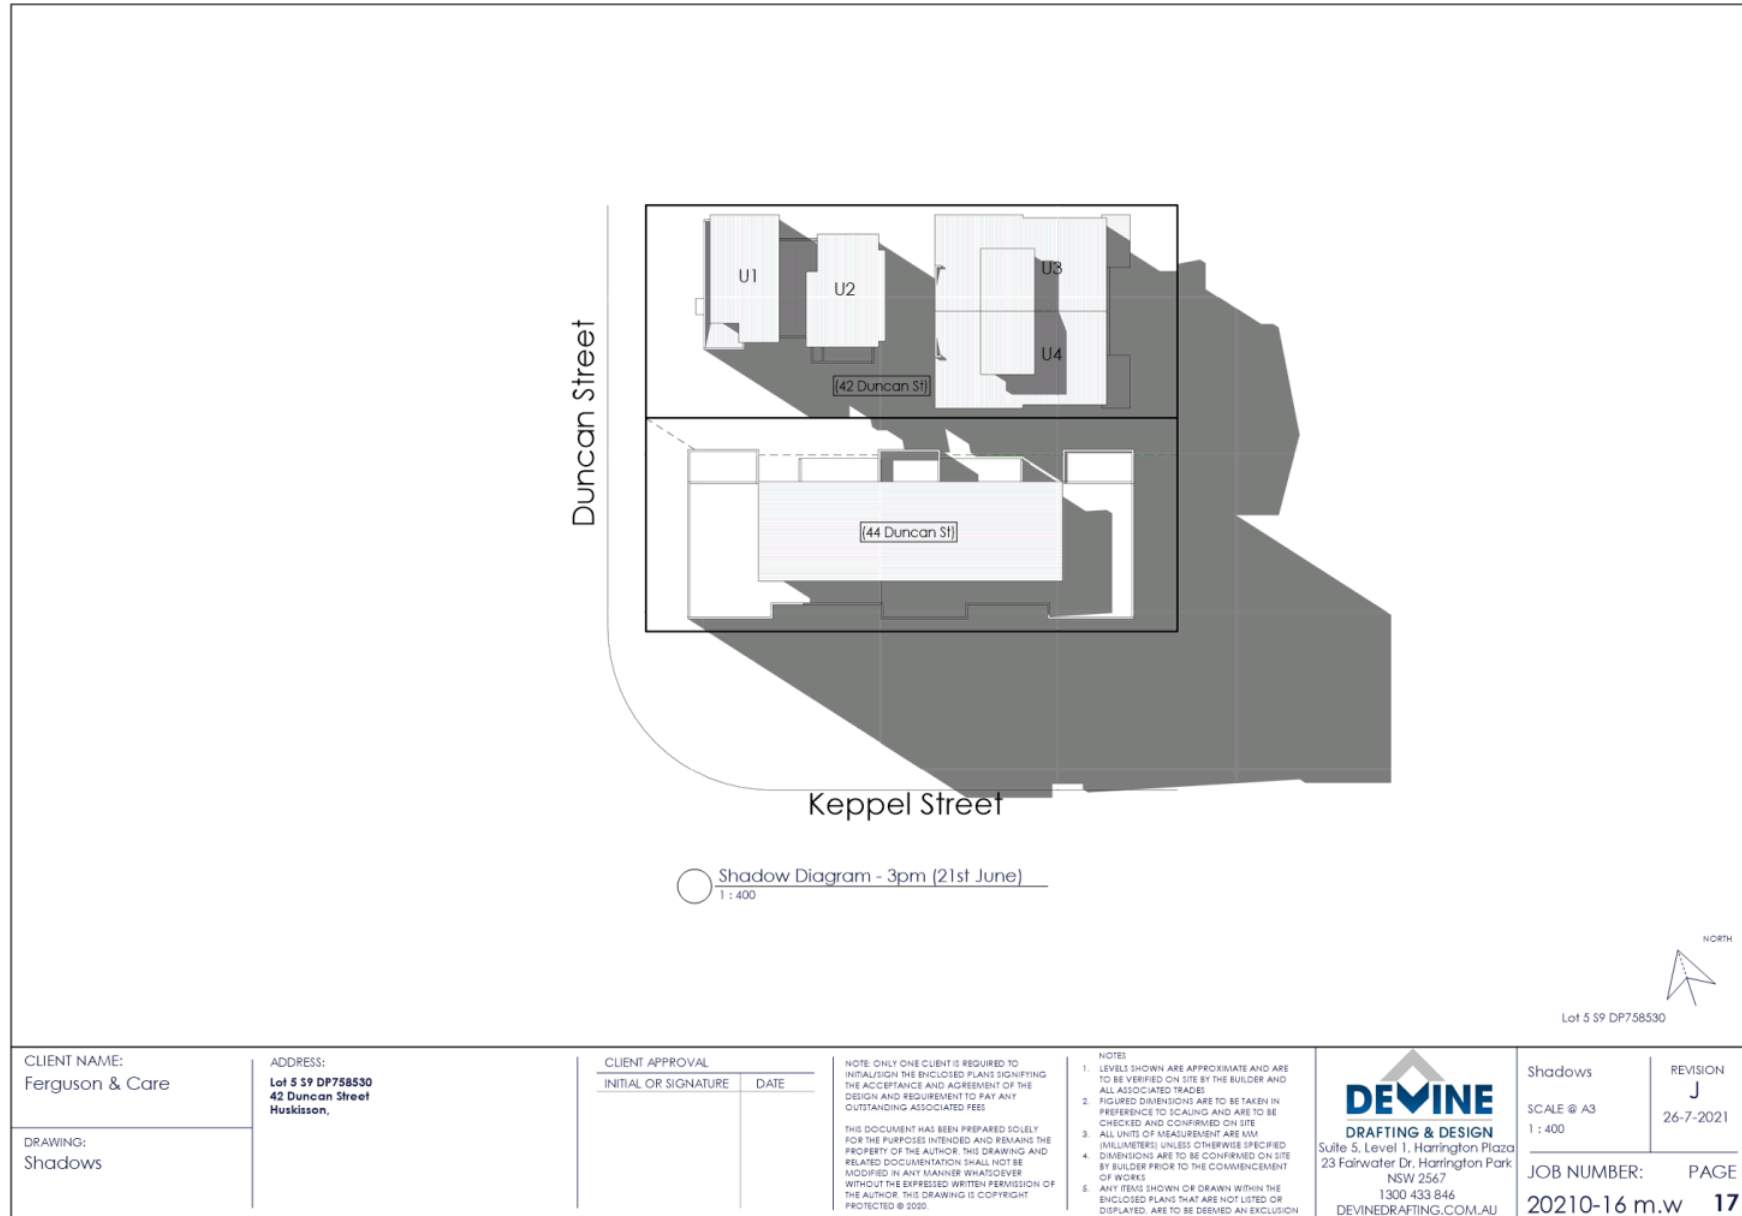 U1
U2
U3
U4
(42 Duncan St)
(44 Duncan St)
Duncan Street
Keppel Street
Shadow Diagram - 3pm (21st June)
1 : 400
NORTH
Lot 5 S9 DP758530
CLIENT NAME:
Ferguson & Care
DRAWING:
Shadows
ADDRESS:
Lot 5 S9 DP758530
42 Duncan Street
Huskisson,
CLIENT APPROVAL
INITIAL OR SIGNATURE
DATE
NOTE: ONLY ONE CLIENT IS REQUIRED TO
INITIAL/SIGN THE ENCLOSED PLANS SIGNIFYING
THE ACCEPTANCE AND AGREEMENT OF THE
DESIGN AND REQUIREMENT TO PAY ANY
OUTSTANDING ASSOCIATED FEES
THIS DOCUMENT HAS BEEN PREPARED SOLELY
FOR THE PURPOSES INTENDED AND REMAINS THE
PROPERTY OF THE AUTHOR. THIS DRAWING AND
RELATED DOCUMENTATION SHALL NOT BE
MODIFIED IN ANY MANNER WHATSOEVER
WITHOUT THE EXPRESSED WRITTEN PERMISSION OF
THE AUTHOR. THIS DRAWING IS COPYRIGHT
PROTECTED © 2020.
NOTES
1. LEVELS SHOWN ARE APPROXIMATE AND ARE
TO BE VERIFIED ON SITE BY THE BUILDER AND
ALL ASSOCIATED TRADES
2. FIGURED DIMENSIONS ARE TO BE TAKEN IN
PREFERENCE TO SCALING AND ARE TO BE
CHECKED AND CONFIRMED ON SITE
3. ALL UNITS OF MEASUREMENT ARE MM
(MILLIMETERS) UNLESS OTHERWISE SPECIFIED
4. DIMENSIONS ARE TO BE CONFIRMED ON SITE
BY BUILDER PRIOR TO THE COMMENCEMENT
OF WORKS
5. ANY ITEMS SHOWN OR DRAWN WITHIN THE
ENCLOSED PLANS THAT ARE NOT LISTED OR
DISPLAYED, ARE TO BE DEEMED AN EXCLUSION
DEVINE
DRAFTING & DESIGN
Suite 5, Level 1, Harrington Plaza
23 Fairwater Dr, Harrington Park
NSW 2567
1300 433 846
DEVINEDRAFTING.COM.AU
Shadows
SCALE @ A3
1 : 400
REVISION
J
26-7-2021
JOB NUMBER:
20210-16 m.w
PAGE
17